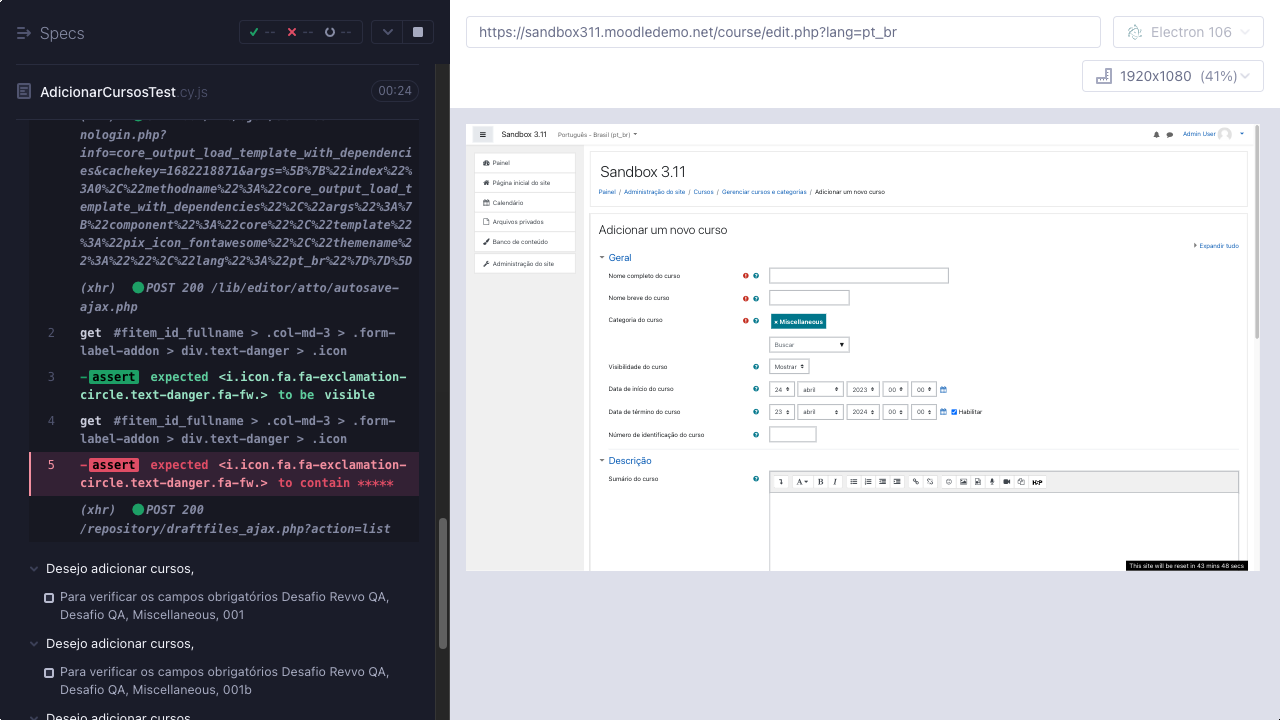 Specs
-- -- --
AdicionarCursosTest.cy.js 00:24
nologin.php?
info=core_output_load_template_with_dependenci
es&cachekey=1682218871&args=%5B%7B%22index%22%
3A0%2C%22methodname%22%3A%22core_output_load_t
emplate_with_dependencies%22%2C%22args%22%3A%7
B%22component%22%3A%22core%22%2C%22template%22
%3A%22pix_icon_fontawesome%22%2C%22themename%2
2%3A%22%22%2C%22lang%22%3A%22pt_br%22%7D%7D%5D
(xhr) POST 200 /lib/editor/atto/autosave-
ajax.php
2 get #fitem_id_fullname > .col-md-3 > .form-
label-addon > div.text-danger > .icon
3 -assert expected <i.icon.fa.fa-exclamation-
circle.text-danger.fa-fw.> to be visible
4 get #fitem_id_fullname > .col-md-3 > .form-
label-addon > div.text-danger > .icon
5 -assert expected <i.icon.fa.fa-exclamation-
circle.text-danger.fa-fw.> to contain *****
(xhr) POST 200
/repository/draftfiles_ajax.php?action=list
Desejo adicionar cursos,
Para verificar os campos obrigatórios Desafio Revvo QA,
Desafio QA, Miscellaneous, 001
Desejo adicionar cursos,
Para verificar os campos obrigatórios Desafio Revvo QA,
Desafio QA, Miscellaneous, 001b
Desejo adicionar cursos
https://sandbox311.moodledemo.net/course/edit.php?lang=pt_br
Electron 106
1920x1080 (41%)
Sandbox 3.11 Português - Brasil (pt_br)
Admin User
Painel
Página inicial do site
Calendário
Arquivos privados
Banco de conteúdo
Administração do site
Sandbox 3.11
Painel / Administração do site / Cursos / Gerenciar cursos e categorias / Adicionar um novo curso
Adicionar um novo curso
Expandir tudo
Geral
Nome completo do curso
Nome breve do curso
Categoria do curso
× Miscellaneous
Buscar ▼
Visibilidade do curso Mostrar
Data de início do curso 24 abril 2023 00 00
Data de término do curso 23 abril 2024 00 00 Habilitar
Número de identificação do curso
Descrição
Sumário do curso
A B I H5P
This site will be reset in 43 mins 48 secs